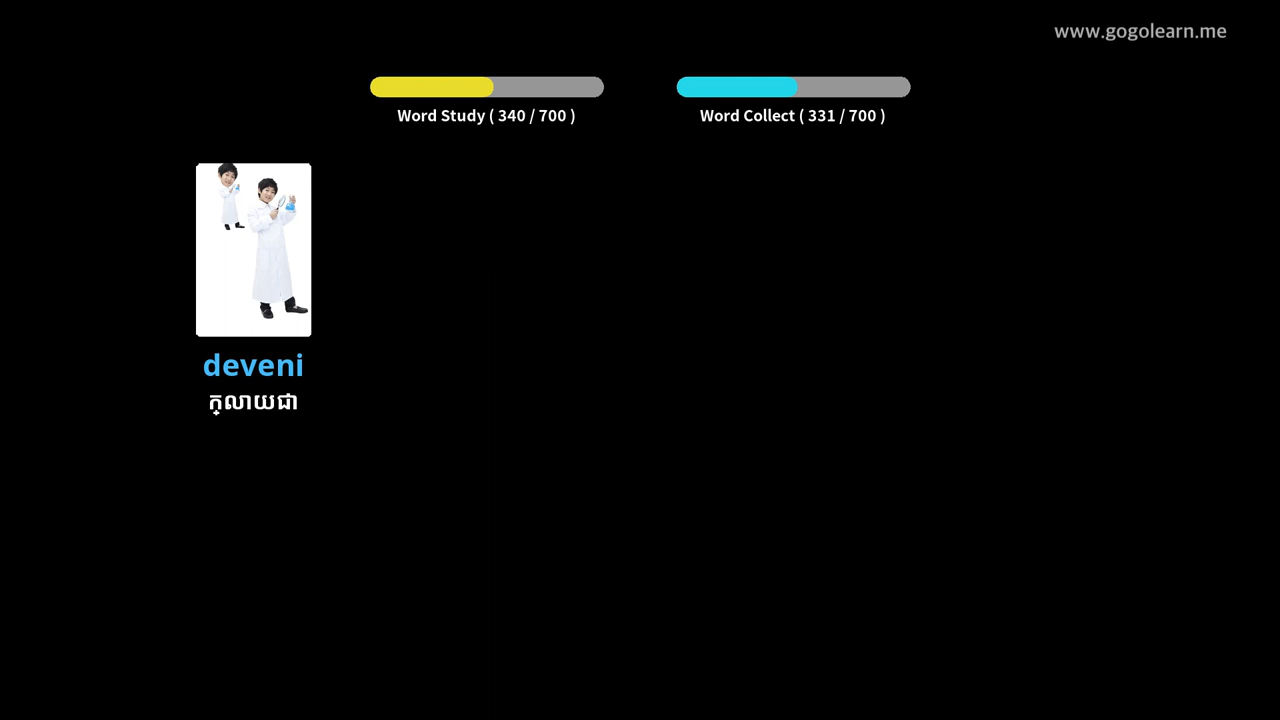 www.gogolearn.me
Word Study ( 340 / 700 )
Word Collect ( 331 / 700 )
deveni
ក្លាយជា